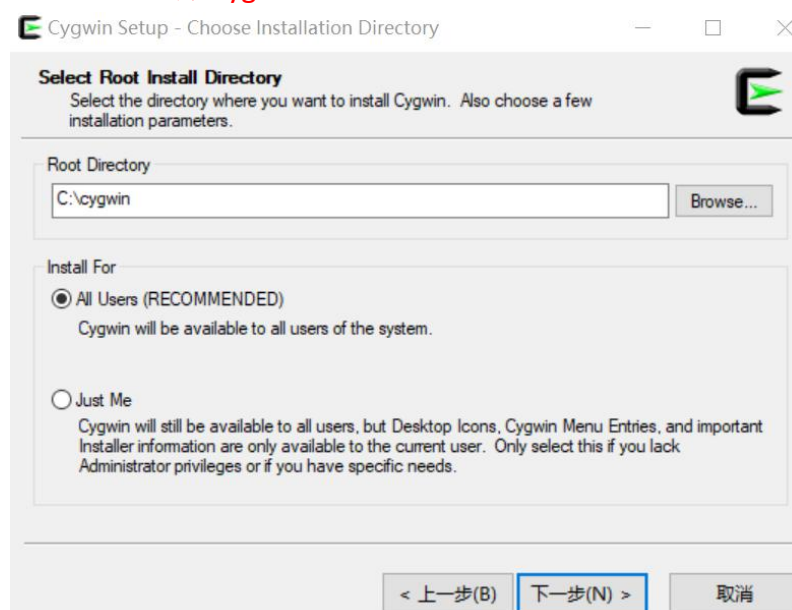 Cygwin Setup - Choose Installation Directory
Select Root Install Directory
Select the directory where you want to install Cygwin. Also choose a few
installation parameters.
Root Directory
C:\cygwin
Browse...
Install For
All Users (RECOMMENDED)
Cygwin will be available to all users of the system.
Just Me
Cygwin will still be available to all users, but Desktop Icons, Cygwin Menu Entries, and important
Installer information are only available to the current user. Only select this if you lack
Administrator privileges or if you have specific needs.
< 上一步(B) 下一步(N) > 取消